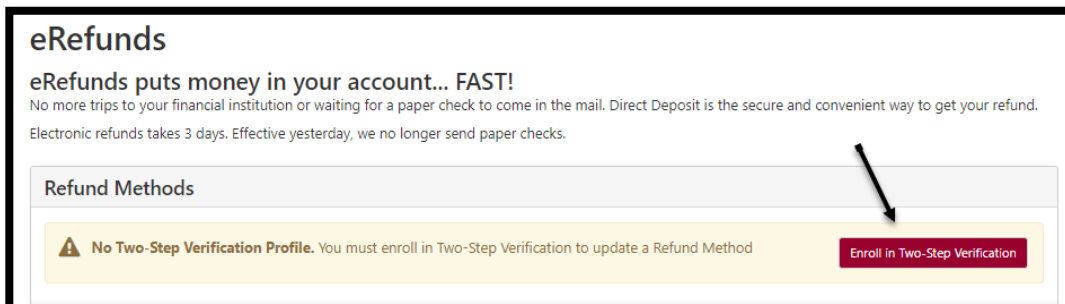 eRefunds
eRefunds puts money in your account... FAST!
No more trips to your financial institution or waiting for a paper check to come in the mail. Direct Deposit is the secure and convenient way to get your refund.
Electronic refunds takes 3 days. Effective yesterday, we no longer send paper checks.
Refund Methods
No Two-Step Verification Profile. You must enroll in Two-Step Verification to update a Refund Method
Enroll in Two-Step Verification